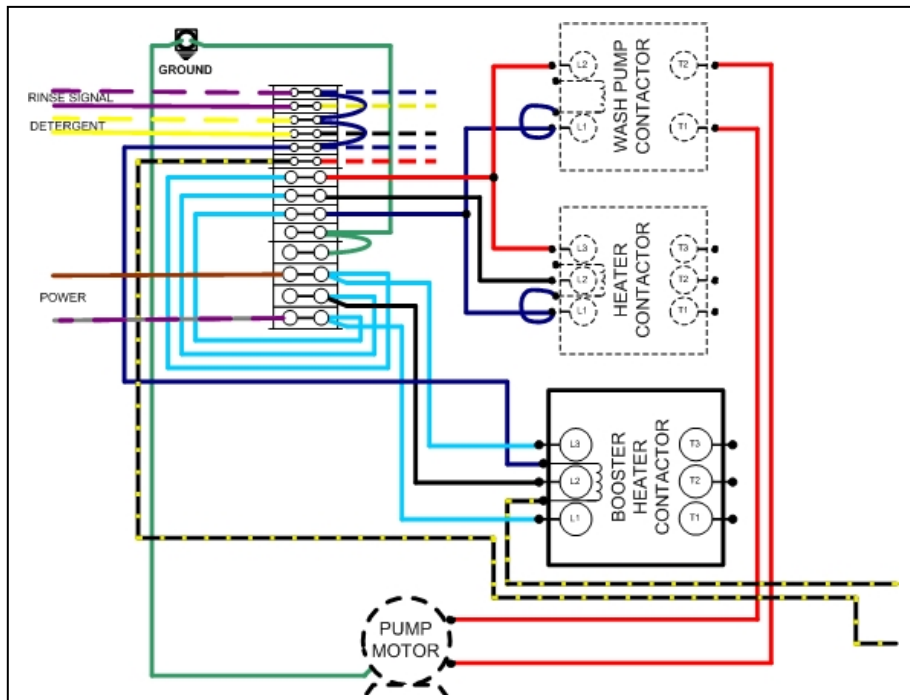 GROUND
RINSE SIGNAL
DETERGENT
POWER
L2
T2
L1
T1
WASH PUMP
CONTACTOR
L3
T3
L2
T2
L1
T1
HEATER
CONTACTOR
L3
T3
L2
T2
L1
T1
BOOSTER
HEATER
CONTACTOR
PUMP
MOTOR